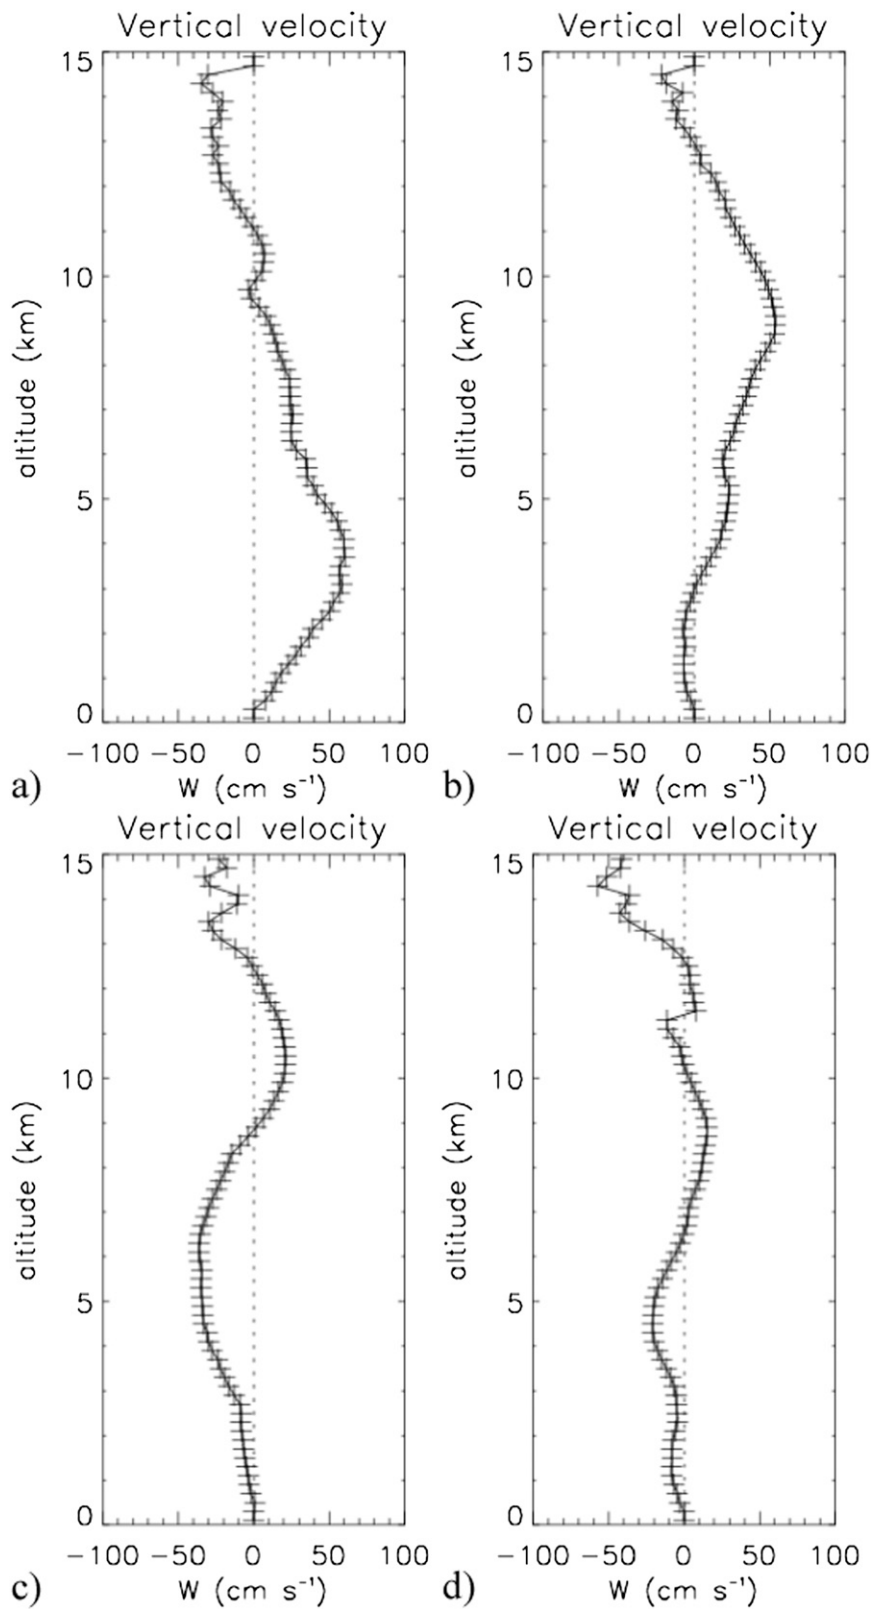 Vertical velocity
15
10
5
0
altitude (km)
−100 −50 0 50 100
W (cm s⁻¹)
a)
Vertical velocity
15
10
5
0
altitude (km)
−100 −50 0 50 100
W (cm s⁻¹)
b)
Vertical velocity
15
10
5
0
altitude (km)
−100 −50 0 50 100
W (cm s⁻¹)
c)
Vertical velocity
15
10
5
0
altitude (km)
−100 −50 0 50 100
W (cm s⁻¹)
d)